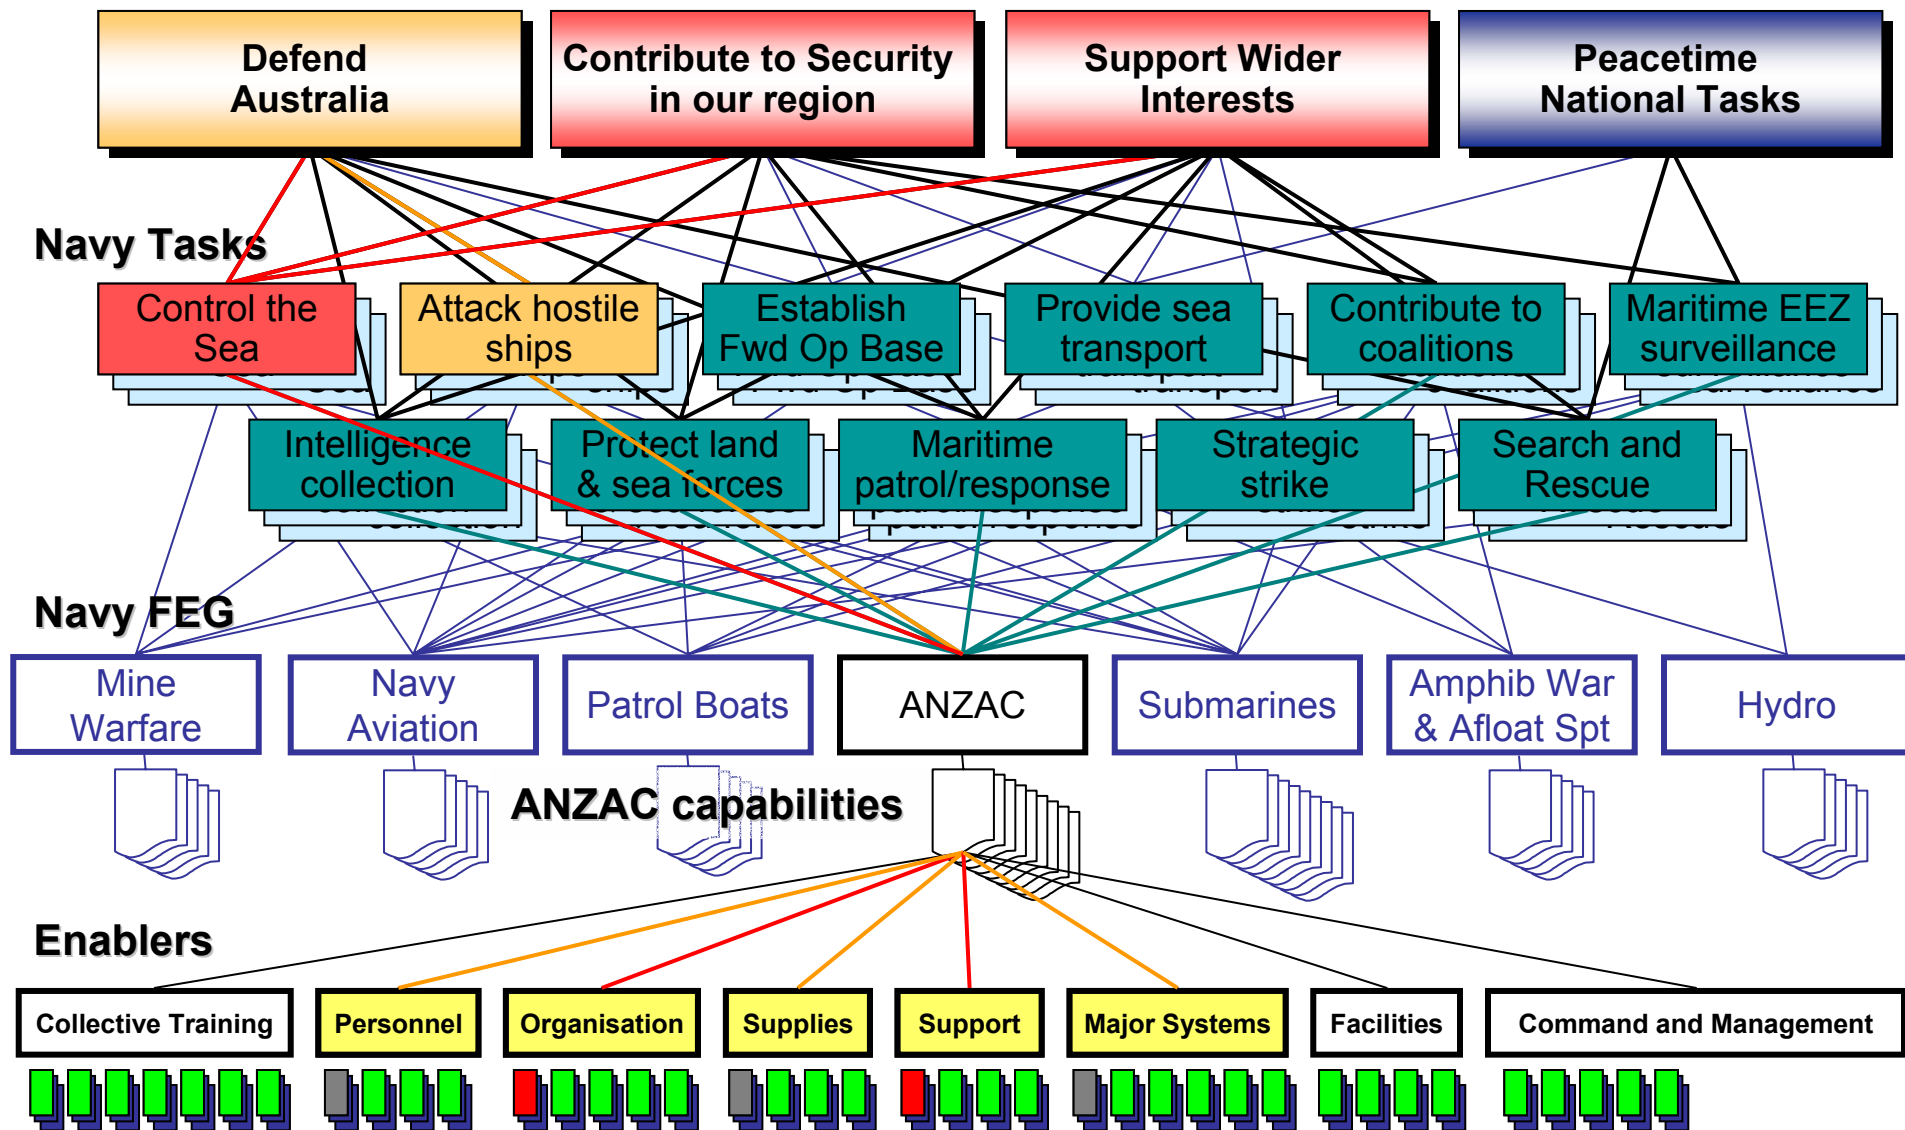 Defend
Australia
Contribute to Security
in our region
Support Wider
Interests
Peacetime
National Tasks
Navy Tasks
Control the
Sea
Attack hostile
ships
Establish
Fwd Op Base
Provide sea
transport
Contribute to
coalitions
Maritime EEZ
surveillance
Intelligence
collection
Protect land
& sea forces
Maritime
patrol/response
Strategic
strike
Search and
Rescue
Navy FEG
Mine
Warfare
Navy
Aviation
Patrol Boats
ANZAC
Submarines
Amphib War
& Afloat Spt
Hydro
ANZAC capabilities
Enablers
Collective Training
Personnel
Organisation
Supplies
Support
Major Systems
Facilities
Command and Management